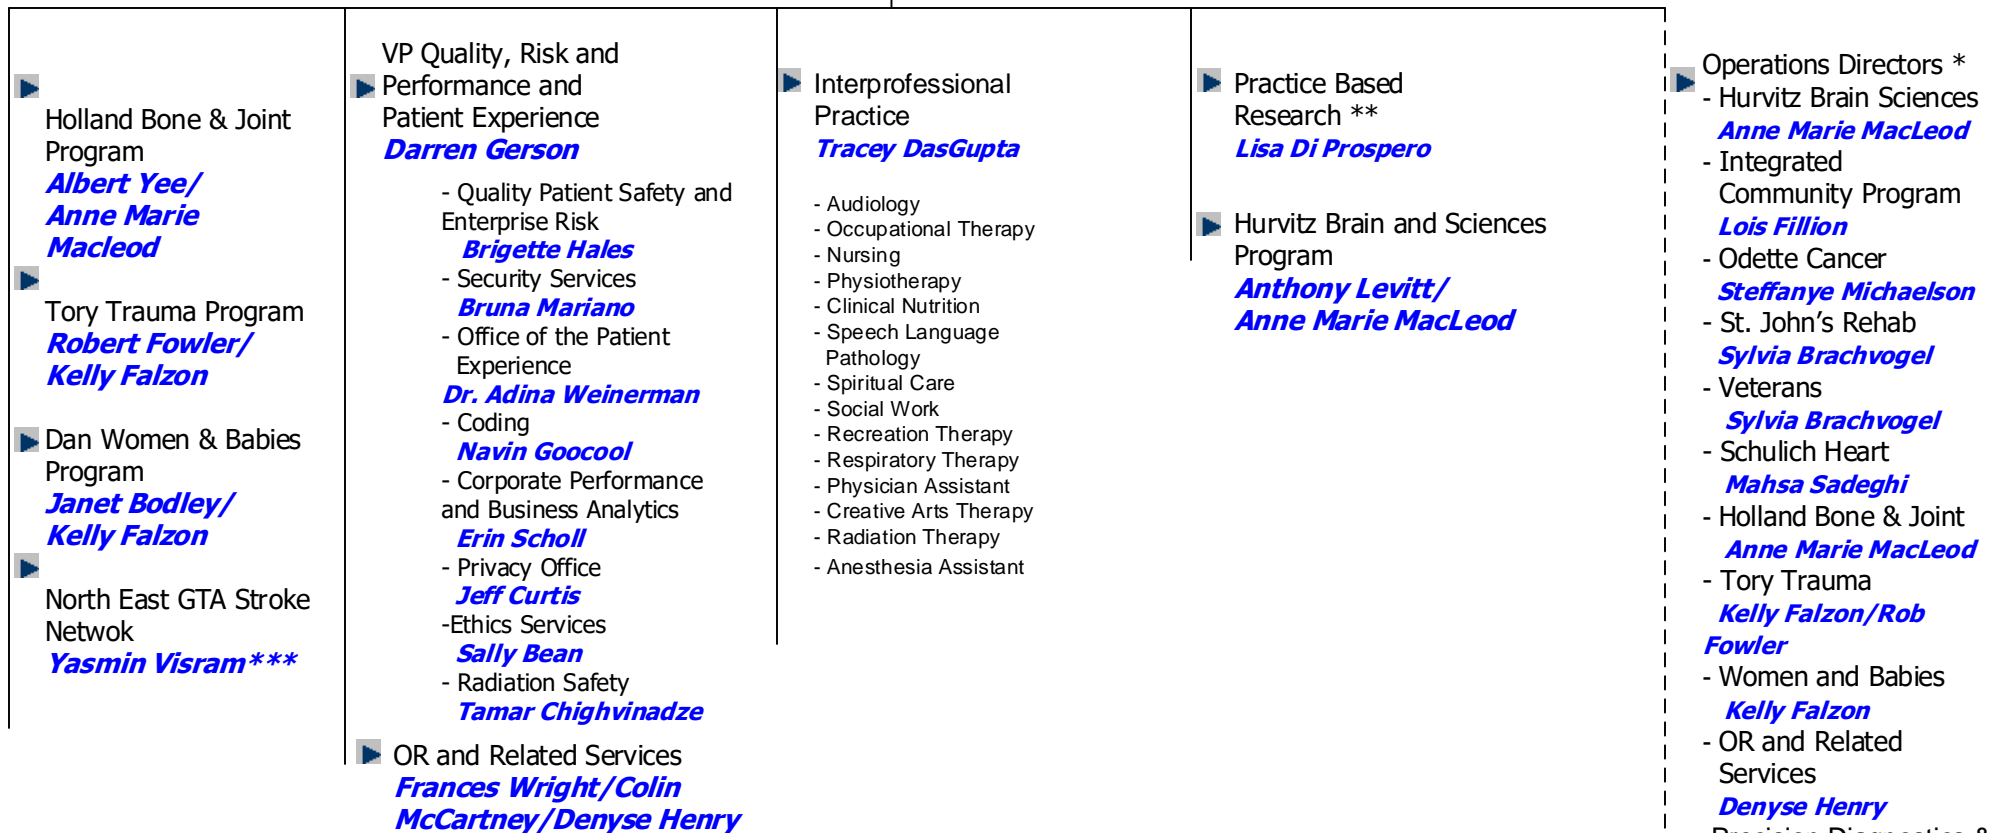 Holland Bone & Joint
Program
Albert Yee/
Anne Marie
Macleod
Tory Trauma Program
Robert Fowler/
Kelly Falzon
Dan Women & Babies
Program
Janet Bodley/
Kelly Falzon
North East GTA Stroke
Netwok
Yasmin Visram***
VP Quality, Risk and
Performance and
Patient Experience
Darren Gerson
- Quality Patient Safety and
Enterprise Risk
Brigette Hales
- Security Services
Bruna Mariano
- Office of the Patient
Experience
Dr. Adina Weinerman
- Coding
Navin Goocool
- Corporate Performance
and Business Analytics
Erin Scholl
- Privacy Office
Jeff Curtis
-Ethics Services
Sally Bean
- Radiation Safety
Tamar Chighvinadze
OR and Related Services
Frances Wright/Colin
McCartney/Denyse Henry
Interprofessional
Practice
Tracey DasGupta
- Audiology
- Occupational Therapy
- Nursing
- Physiotherapy
- Clinical Nutrition
- Speech Language
Pathology
- Spiritual Care
- Social Work
- Recreation Therapy
- Respiratory Therapy
- Physician Assistant
- Creative Arts Therapy
- Radiation Therapy
- Anesthesia Assistant
Practice Based
Research **
Lisa Di Prospero
Hurvitz Brain and Sciences
Program
Anthony Levitt/
Anne Marie MacLeod
Operations Directors *
- Hurvitz Brain Sciences
Anne Marie MacLeod
- Integrated
Community Program
Lois Fillion
- Odette Cancer
Steffanye Michaelson
- St. John’s Rehab
Sylvia Brachvogel
- Veterans
Sylvia Brachvogel
- Schulich Heart
Mahsa Sadeghi
- Holland Bone & Joint
Anne Marie MacLeod
- Tory Trauma
Kelly Falzon/Rob
Fowler
- Women and Babies
Kelly Falzon
- OR and Related
Services
Denyse Henry
Precision Diagnostics &